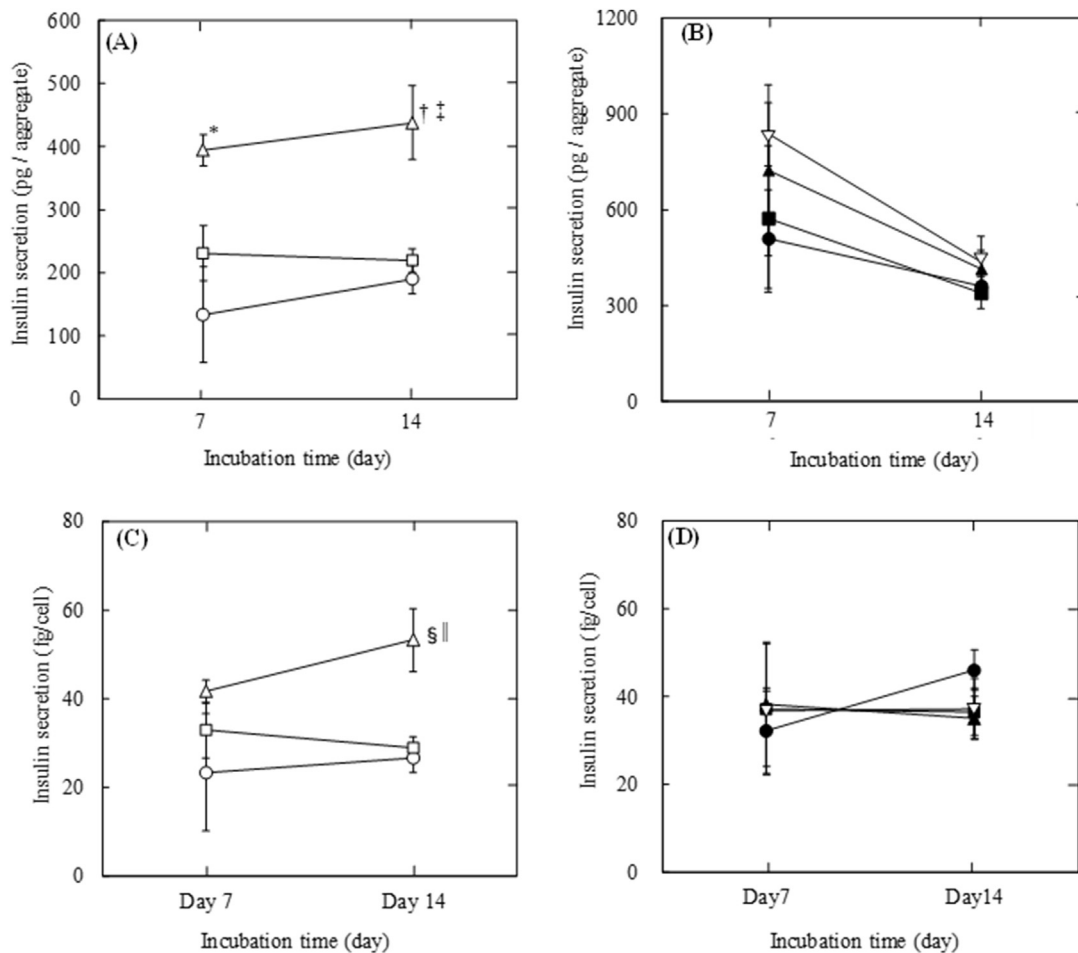 (A)
Insulin secretion (pg / aggregate)
600
500
400
300
200
100
0
*
† ‡
7
14
Incubation time (day)
(B)
Insulin secretion (pg / aggregate)
1200
900
600
300
0
7
14
Incubation time (day)
(C)
Insulin secretion (fg/cell)
80
60
40
20
0
§ ‖
Day 7
Day 14
Incubation time (day)
(D)
Insulin secretion (fg/cell)
80
60
40
20
0
Day7
Day14
Incubation time (day)